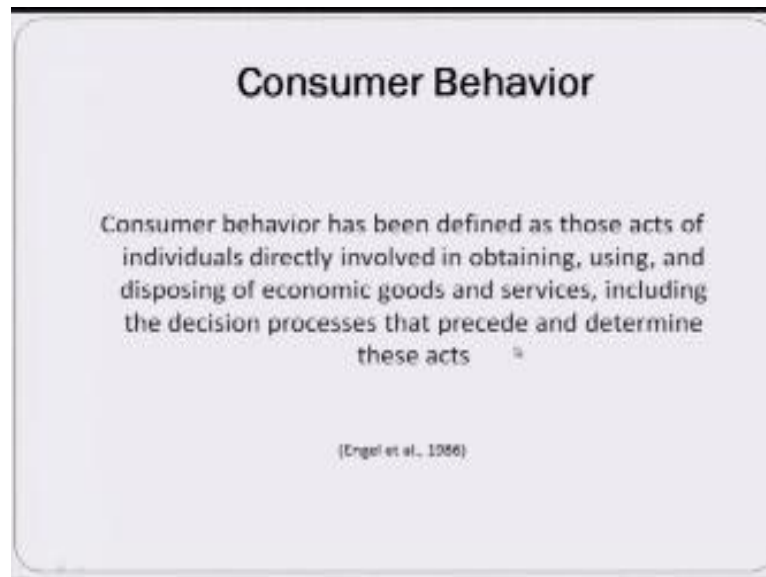 Consumer Behavior
Consumer behavior has been defined as those acts of
individuals directly involved in obtaining, using, and
disposing of economic goods and services, including
the decision processes that precede and determine
these acts
(Engel et al., 1986)